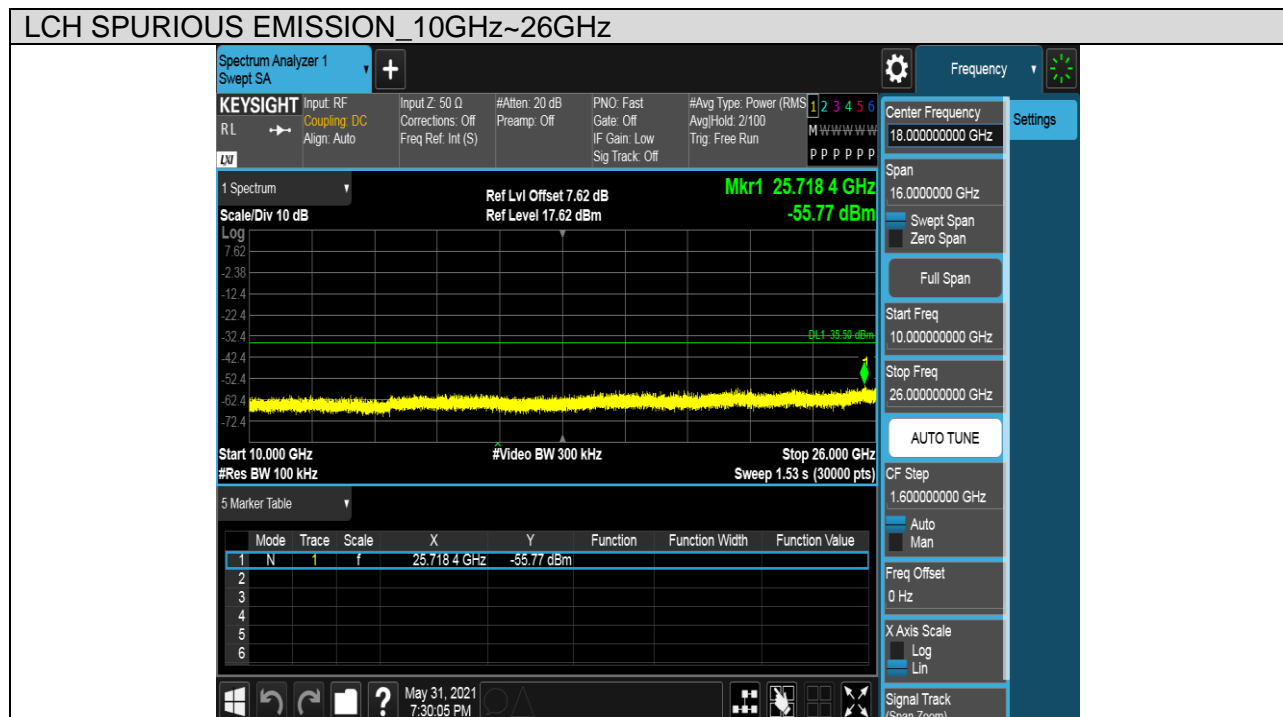 LCH SPURIOUS EMISSION_10GHz~26GHz
Spectrum Analyzer 1
Swept SA
+
Frequency
KEYSIGHT
RL
LXI
Input: RF
Coupling: DC
Align: Auto
Input Z: 50 Ω
Corrections: Off
Freq Ref: Int (S)
#Atten: 20 dB
Preamp: Off
PNO: Fast
Gate: Off
IF Gain: Low
Sig Track: Off
#Avg Type: Power (RMS
Avg|Hold: 2/100
Trig: Free Run
1 2 3 4 5 6
M W W W W W
P P P P P P
1 Spectrum
Scale/Div 10 dB
Ref Lvl Offset 7.62 dB
Ref Level 17.62 dBm
Mkr1 25.718 4 GHz
-55.77 dBm
Log
7.62
-2.38
-12.4
-22.4
-32.4
-42.4
-52.4
-62.4
-72.4
DL1 -35.50 dBm
1
Start 10.000 GHz
#Res BW 100 kHz
#Video BW 300 kHz
Stop 26.000 GHz
Sweep 1.53 s (30000 pts)
5 Marker Table
Mode Trace Scale X Y Function Function Width Function Value
1 N 1 f 25.718 4 GHz -55.77 dBm
2
3
4
5
6
?
May 31, 2021
7:30:05 PM
Center Frequency
18.000000000 GHz
Settings
Span
16.0000000 GHz
Swept Span
Zero Span
Full Span
Start Freq
10.000000000 GHz
Stop Freq
26.000000000 GHz
AUTO TUNE
CF Step
1.600000000 GHz
Auto
Man
Freq Offset
0 Hz
X Axis Scale
Log
Lin
Signal Track
(Span Zoom)